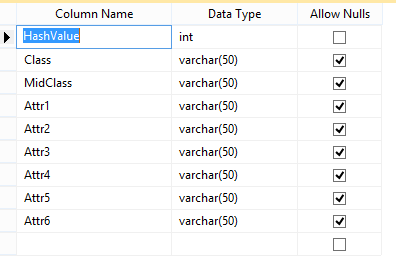 Column Name Data Type Allow Nulls
HashValue int
Class varchar(50)
MidClass varchar(50)
Attr1 varchar(50)
Attr2 varchar(50)
Attr3 varchar(50)
Attr4 varchar(50)
Attr5 varchar(50)
Attr6 varchar(50)